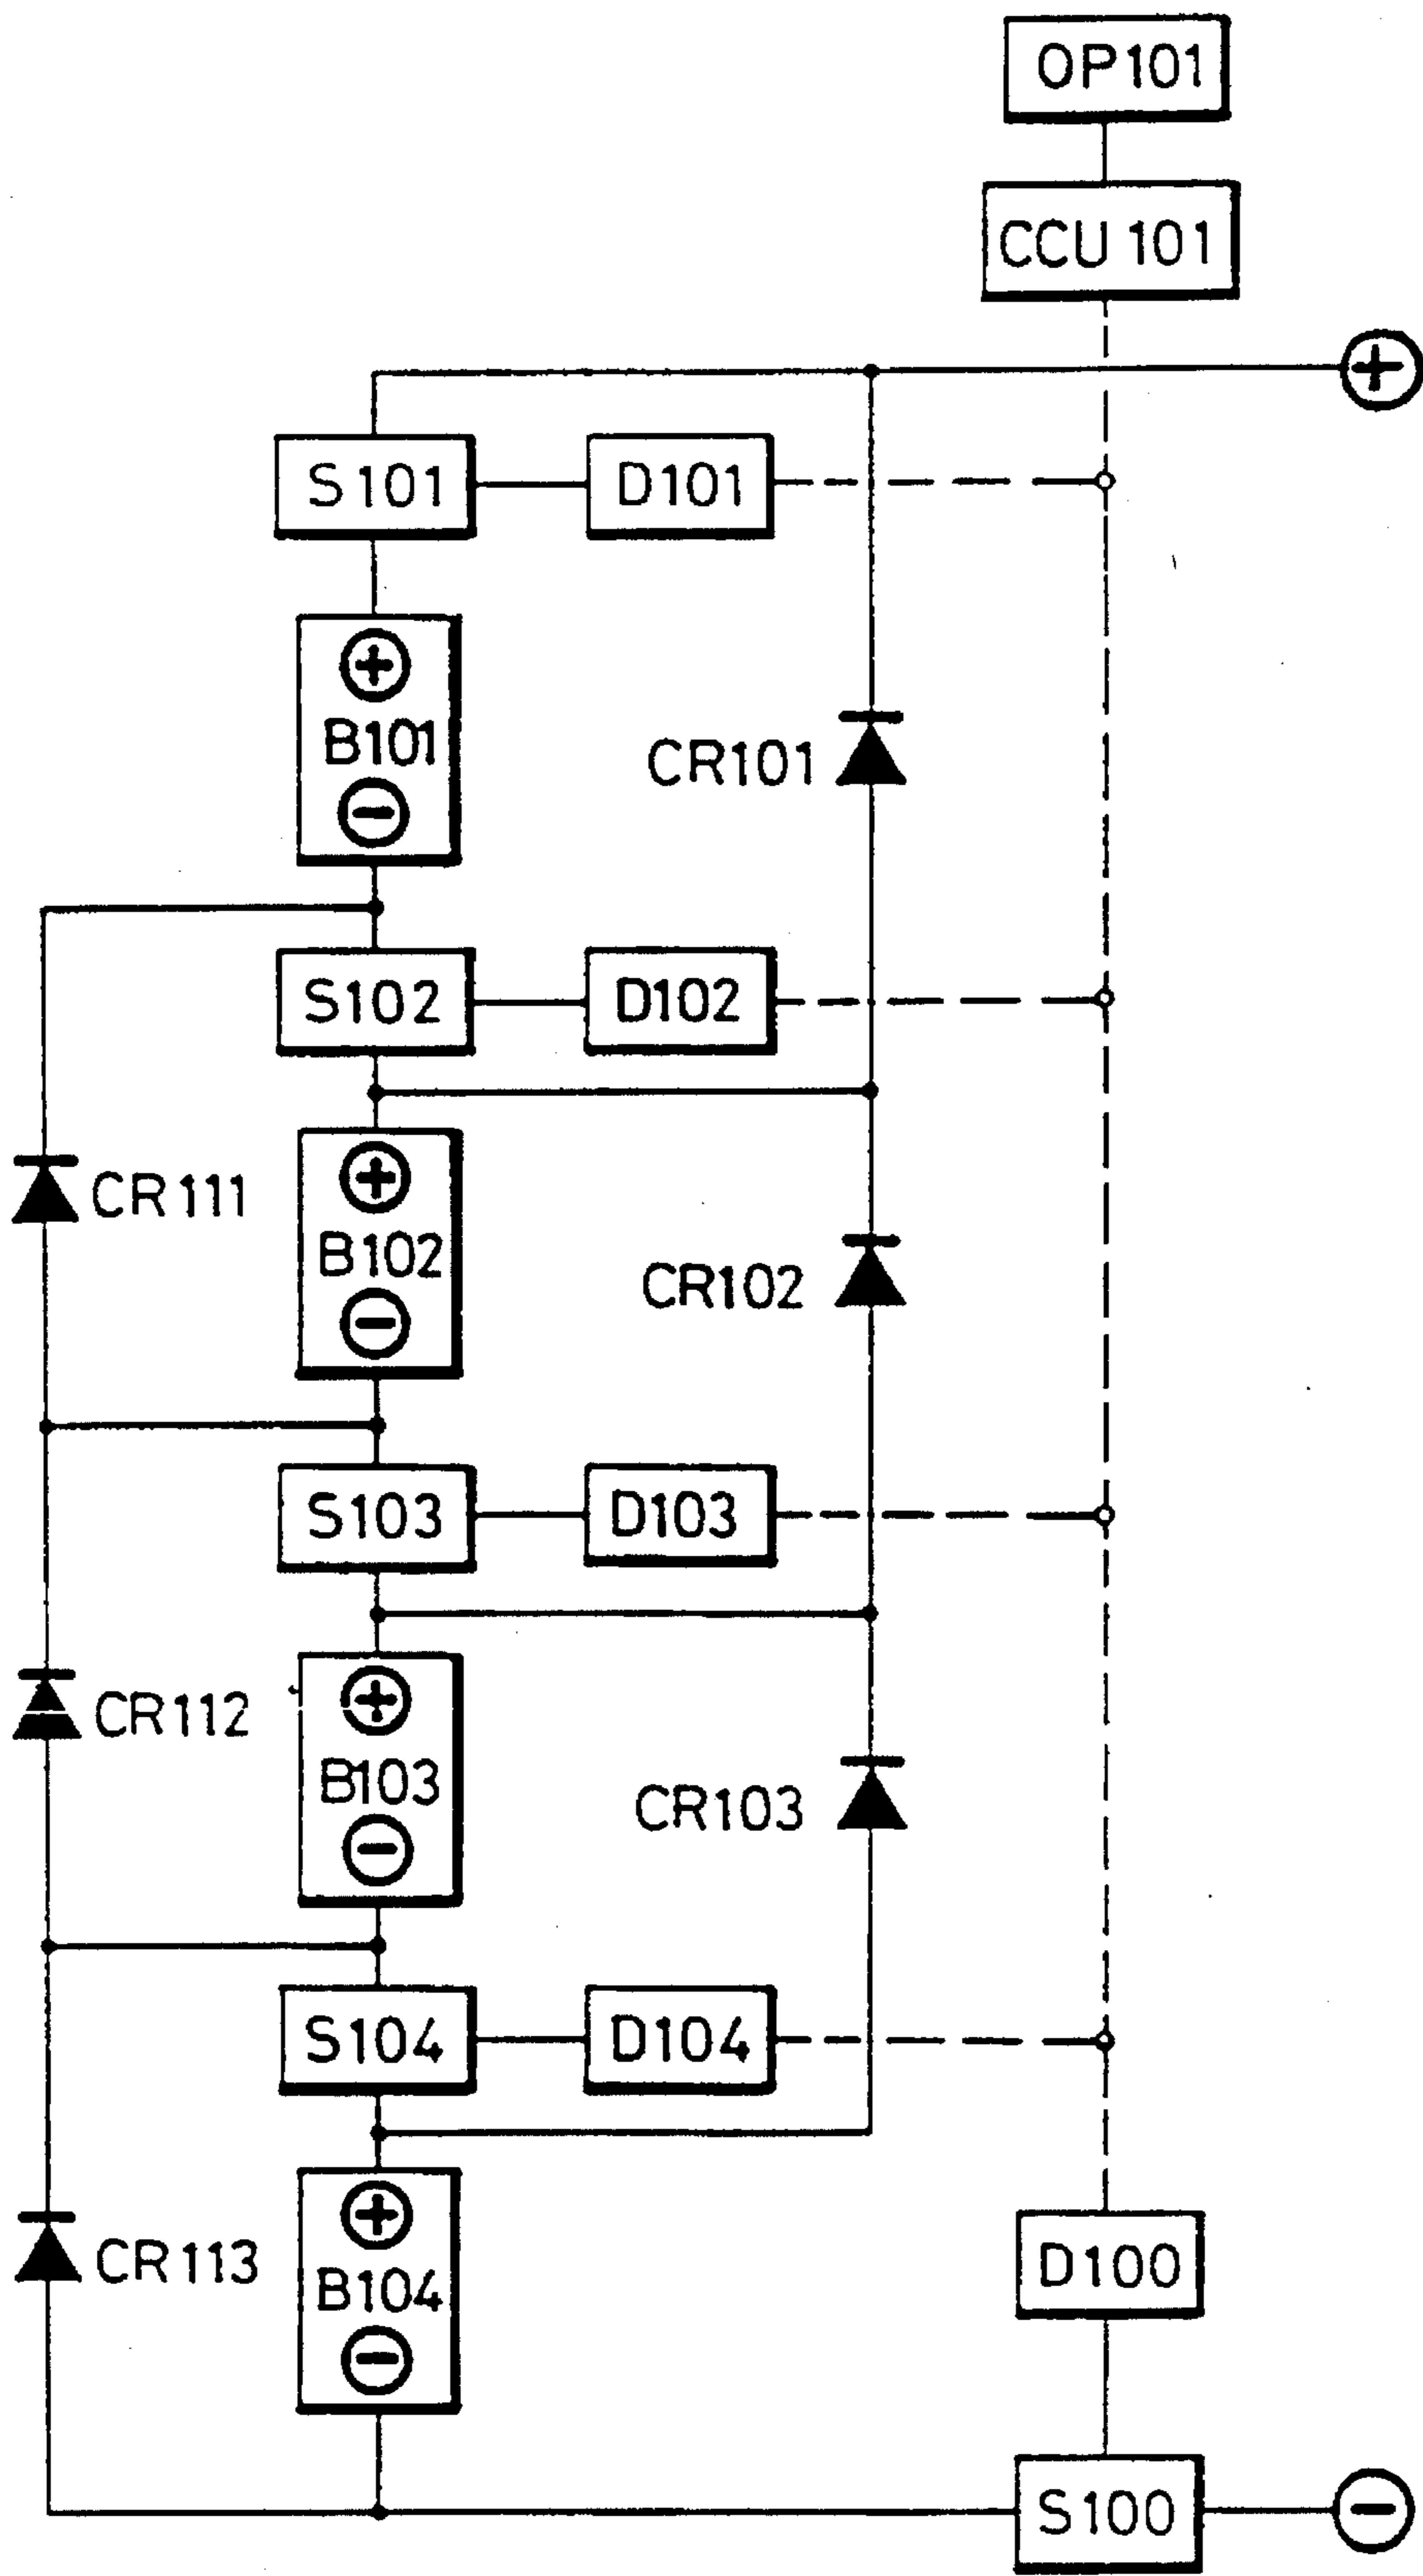 OP101
CCU 101
+
S101
D101
+
B101
−
CR101
S102
D102
+
CR111
B102
−
CR102
S103
D103
+
CR112
B103
−
CR103
S104
D104
+
CR113
B104
−
D100
S100
−